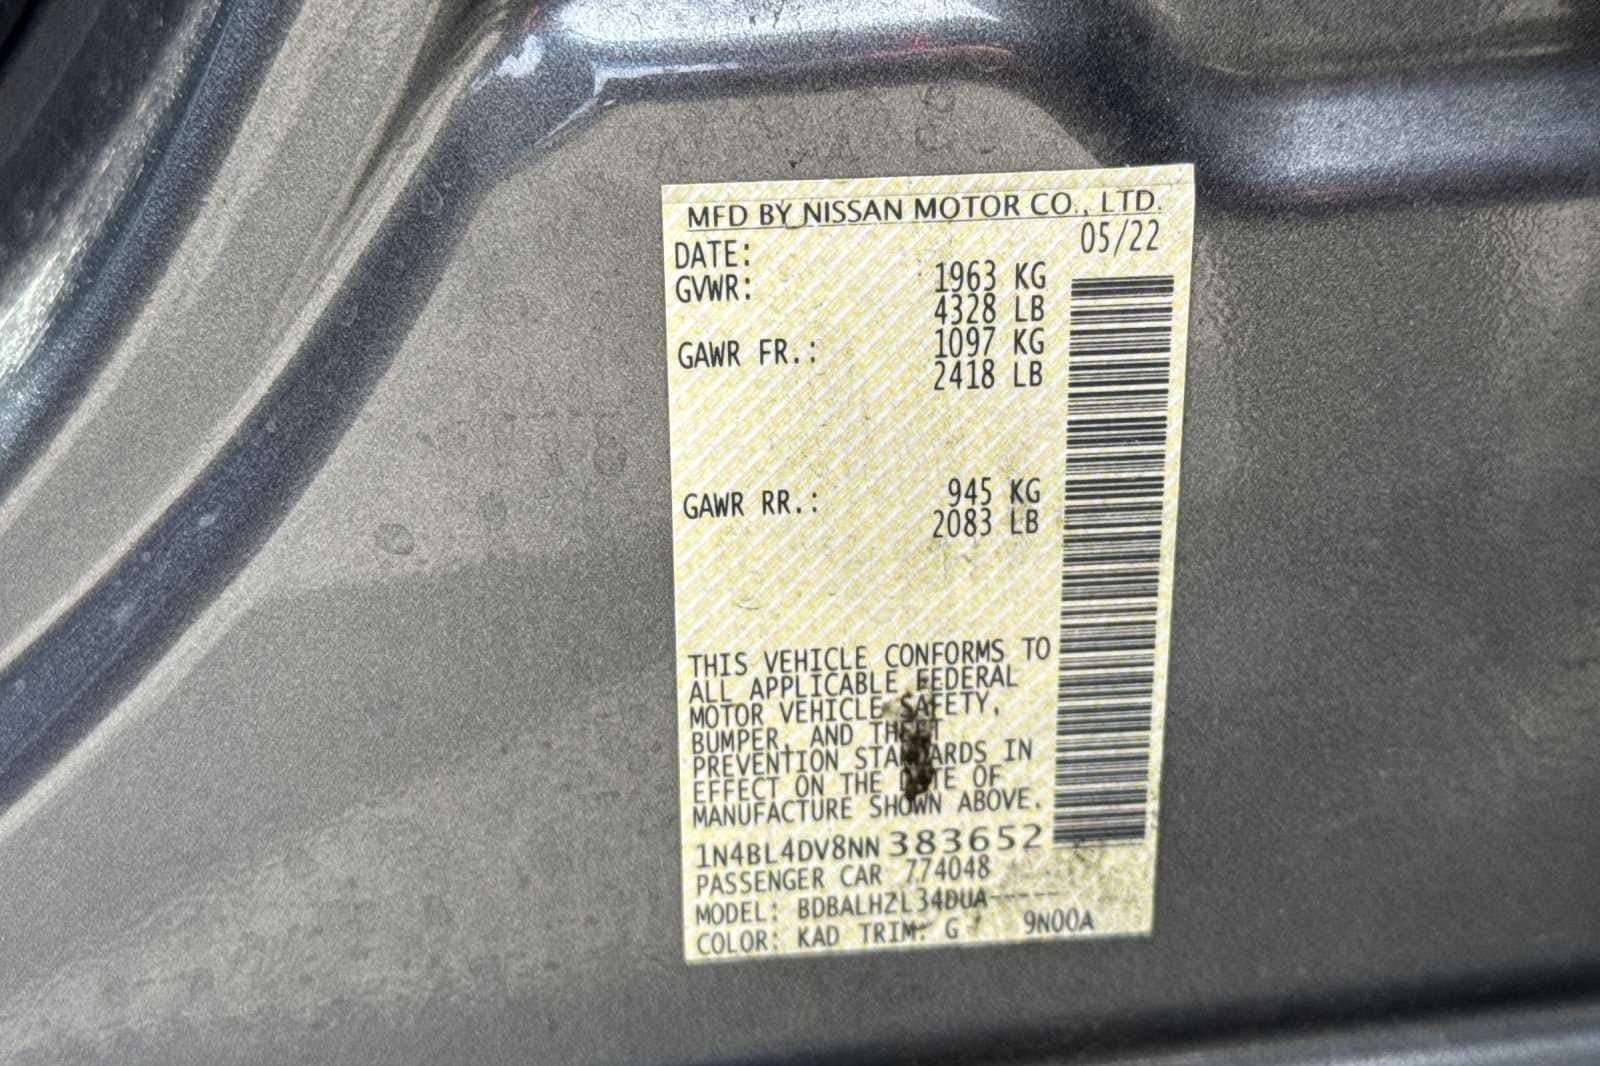 MFD BY NISSAN MOTOR CO., LTD.
DATE: 05/22
GVWR: 1963 KG
4328 LB
GAWR FR.: 1097 KG
2418 LB
GAWR RR.: 945 KG
2083 LB
THIS VEHICLE CONFORMS TO
ALL APPLICABLE FEDERAL
MOTOR VEHICLE SAFETY,
BUMPER, AND THEFT
PREVENTION STANDARDS IN
EFFECT ON THE DATE OF
MANUFACTURE SHOWN ABOVE.
1N4BL4DV8NN383652
PASSENGER CAR 774048
MODEL: BDBALHZL34DUA-----
COLOR: KAD TRIM: G 9N00A